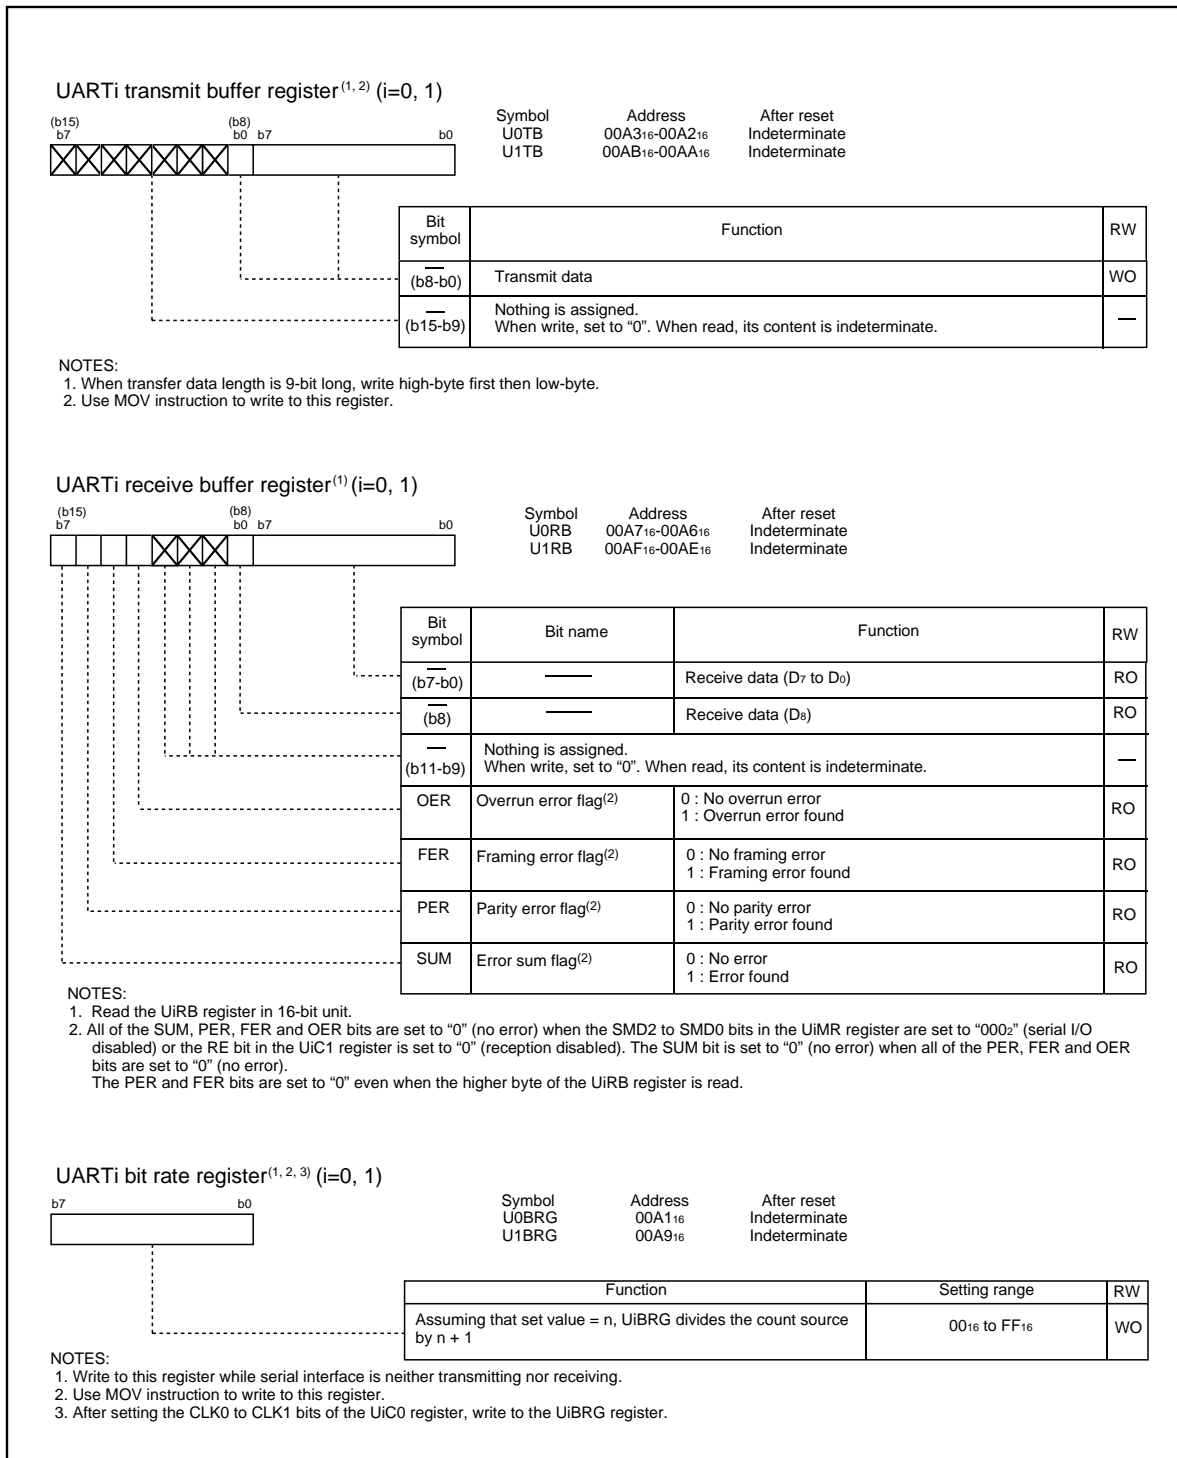 UARTi transmit buffer register(1, 2) (i=0, 1)
(b15) (b8)
b7 b0 b7 b0
Symbol Address After reset
U0TB 00A316-00A216 Indeterminate
U1TB 00AB16-00AA16 Indeterminate
Bit symbol Function RW
— (b8-b0) Transmit data WO
— (b15-b9) Nothing is assigned.
When write, set to “0”. When read, its content is indeterminate. —
NOTES:
1. When transfer data length is 9-bit long, write high-byte first then low-byte.
2. Use MOV instruction to write to this register.
UARTi receive buffer register(1) (i=0, 1)
(b15) (b8)
b7 b0 b7 b0
Symbol Address After reset
U0RB 00A716-00A616 Indeterminate
U1RB 00AF16-00AE16 Indeterminate
Bit symbol Bit name Function RW
— (b7-b0) — Receive data (D7 to D0) RO
— (b8) — Receive data (D8) RO
— (b11-b9) Nothing is assigned.
When write, set to “0”. When read, its content is indeterminate. —
OER Overrun error flag(2) 0 : No overrun error
1 : Overrun error found RO
FER Framing error flag(2) 0 : No framing error
1 : Framing error found RO
PER Parity error flag(2) 0 : No parity error
1 : Parity error found RO
SUM Error sum flag(2) 0 : No error
1 : Error found RO
NOTES:
1. Read the UiRB register in 16-bit unit.
2. All of the SUM, PER, FER and OER bits are set to “0” (no error) when the SMD2 to SMD0 bits in the UiMR register are set to “0002” (serial I/O
disabled) or the RE bit in the UiC1 register is set to “0” (reception disabled). The SUM bit is set to “0” (no error) when all of the PER, FER and OER
bits are set to “0” (no error).
The PER and FER bits are set to “0” even when the higher byte of the UiRB register is read.
UARTi bit rate register(1, 2, 3) (i=0, 1)
b7 b0
Symbol Address After reset
U0BRG 00A116 Indeterminate
U1BRG 00A916 Indeterminate
Function Setting range RW
Assuming that set value = n, UiBRG divides the count source
by n + 1 0016 to FF16 WO
NOTES:
1. Write to this register while serial interface is neither transmitting nor receiving.
2. Use MOV instruction to write to this register.
3. After setting the CLK0 to CLK1 bits of the UiC0 register, write to the UiBRG register.